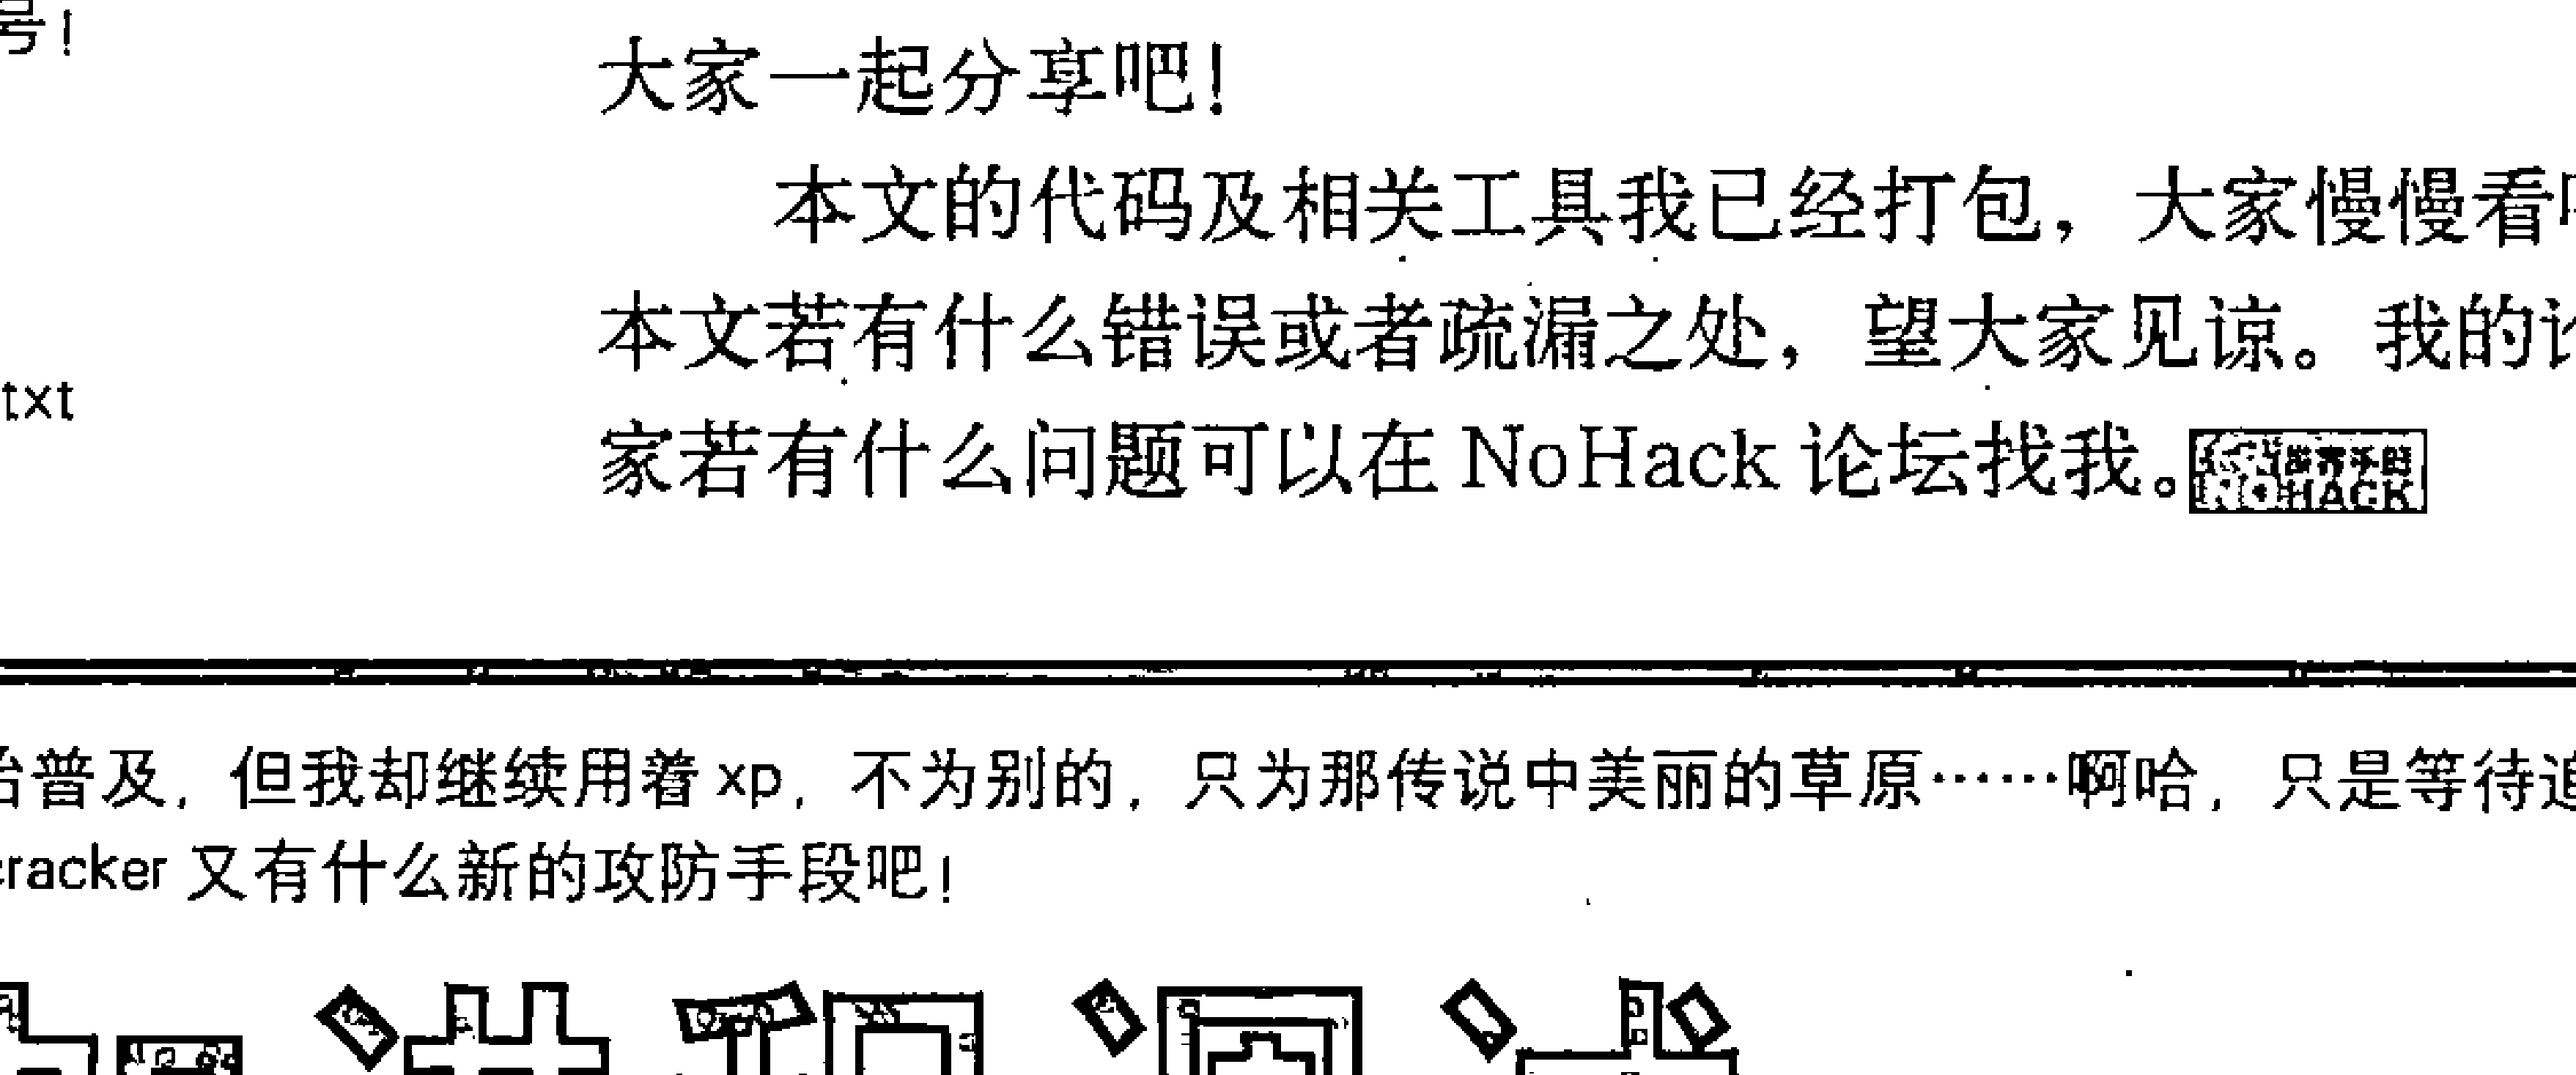 号！
大家一起分享吧！
本文的代码及相关工具我已经打包，大家慢慢看
本文若有什么错误或者疏漏之处，望大家见谅。我的
txt
家若有什么问题可以在 NoHack 论坛找我。
NOHACK
普及，但我却继续用着 xp，不为别的，只为那传说中美丽的草原……啊哈，只是等待
cracker 又有什么新的攻防手段吧！